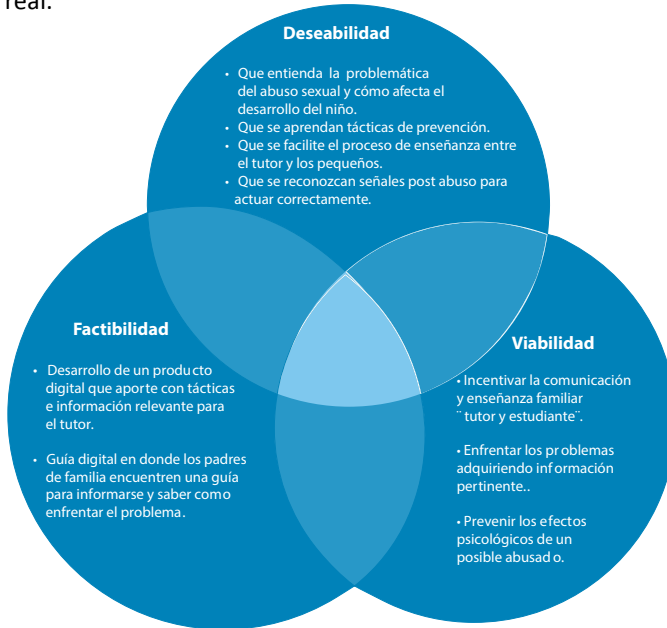 real.
Deseabilidad
• Que entienda la problemática
del abuso sexual y cómo afecta el
desarrollo del niño.
• Que se aprendan tácticas de prevención.
• Que se facilite el proceso de enseñanza entre
el tutor y los pequeños.
• Que se reconozcan señales post abuso para
actuar correctamente.
Factibilidad
• Desarrollo de un producto
digital que aporte con tácticas
e información relevante para
el tutor.
• Guía digital en donde los padres
de familia encuentren una guía
para informarse y saber como
enfrentar el problema.
Viabilidad
• Incentivar la comunicación
y enseñanza familiar
¨tutor y estudiante¨.
• Enfrentar los problemas
adquiriendo información
pertinente..
• Prevenir los efectos
psicológicos de un
posible abusado.